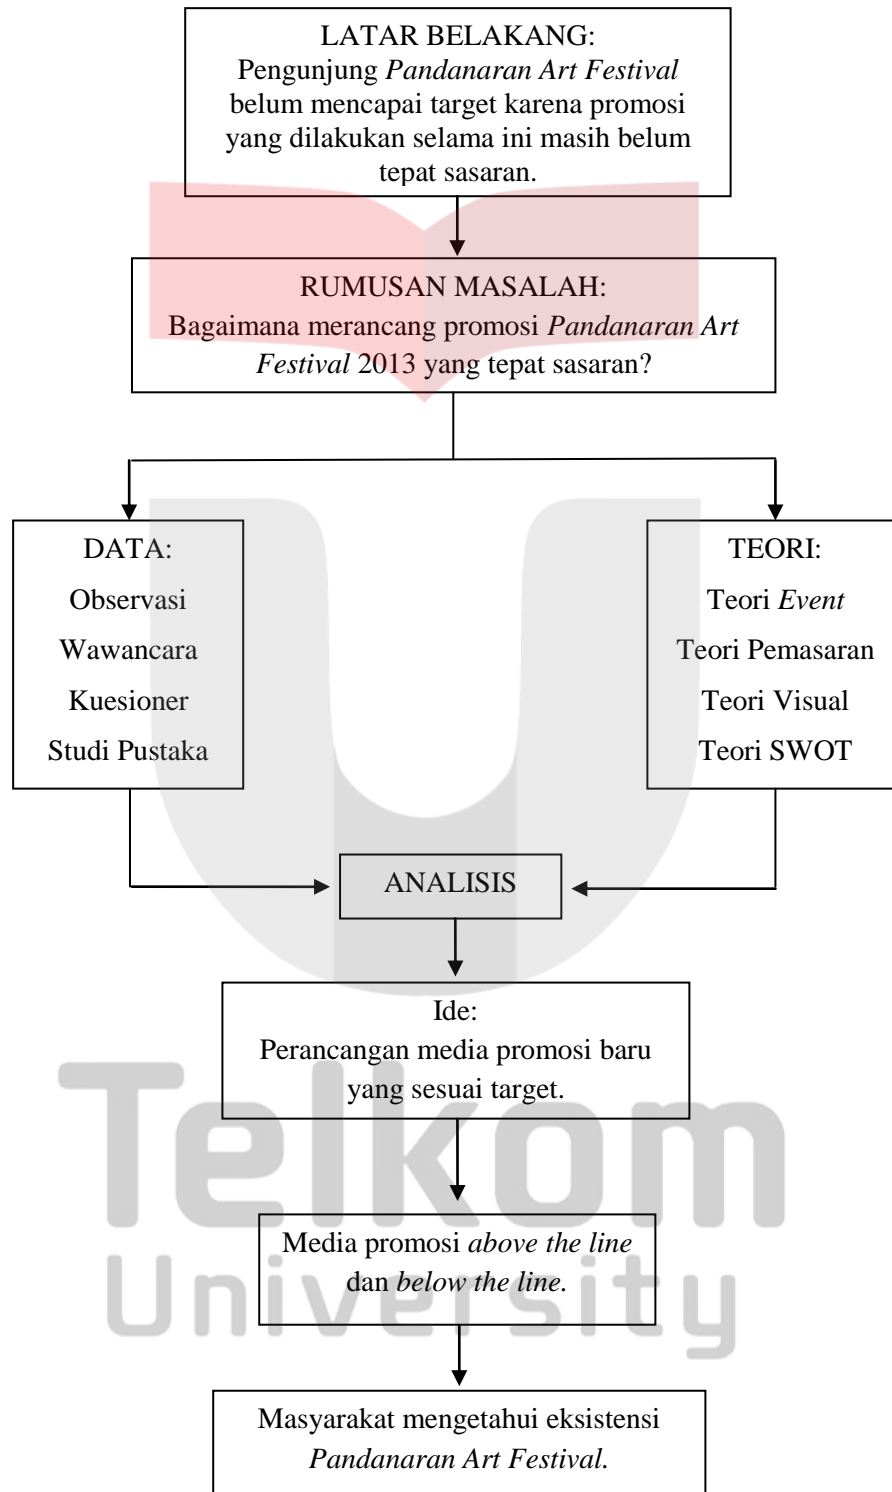 LATAR BELAKANG:
Pengunjung Pandanaran Art Festival
belum mencapai target karena promosi
yang dilakukan selama ini masih belum
tepat sasaran.
RUMUSAN MASALAH:
Bagaimana merancang promosi Pandanaran Art
Festival 2013 yang tepat sasaran?
DATA:
Observasi
Wawancara
Kuesioner
Studi Pustaka
TEORI:
Teori Event
Teori Pemasaran
Teori Visual
Teori SWOT
ANALISIS
Ide:
Perancangan media promosi baru
yang sesuai target.
Telkom
University
Media promosi above the line
dan below the line.
Masyarakat mengetahui eksistensi
Pandanaran Art Festival.